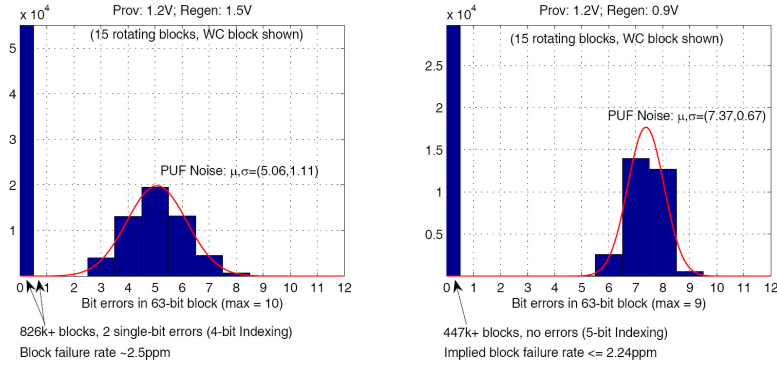 Prov: 1.2V; Regen: 1.5V
x 10^4
(15 rotating blocks, WC block shown)
5
4
3
2
1
PUF Noise: μ,σ=(5.06,1.11)
0 1 2 3 4 5 6 7 8 9 10 11 12
Bit errors in 63-bit block (max = 10)
826k+ blocks, 2 single-bit errors (4-bit Indexing)
Block failure rate ~2.5ppm
Prov: 1.2V; Regen: 0.9V
x 10^4
(15 rotating blocks, WC block shown)
2.5
2
1.5
1
0.5
PUF Noise: μ,σ=(7.37,0.67)
0 1 2 3 4 5 6 7 8 9 10 11 12
Bit errors in 63-bit block (max = 9)
447k+ blocks, no errors (5-bit Indexing)
Implied block failure rate <= 2.24ppm